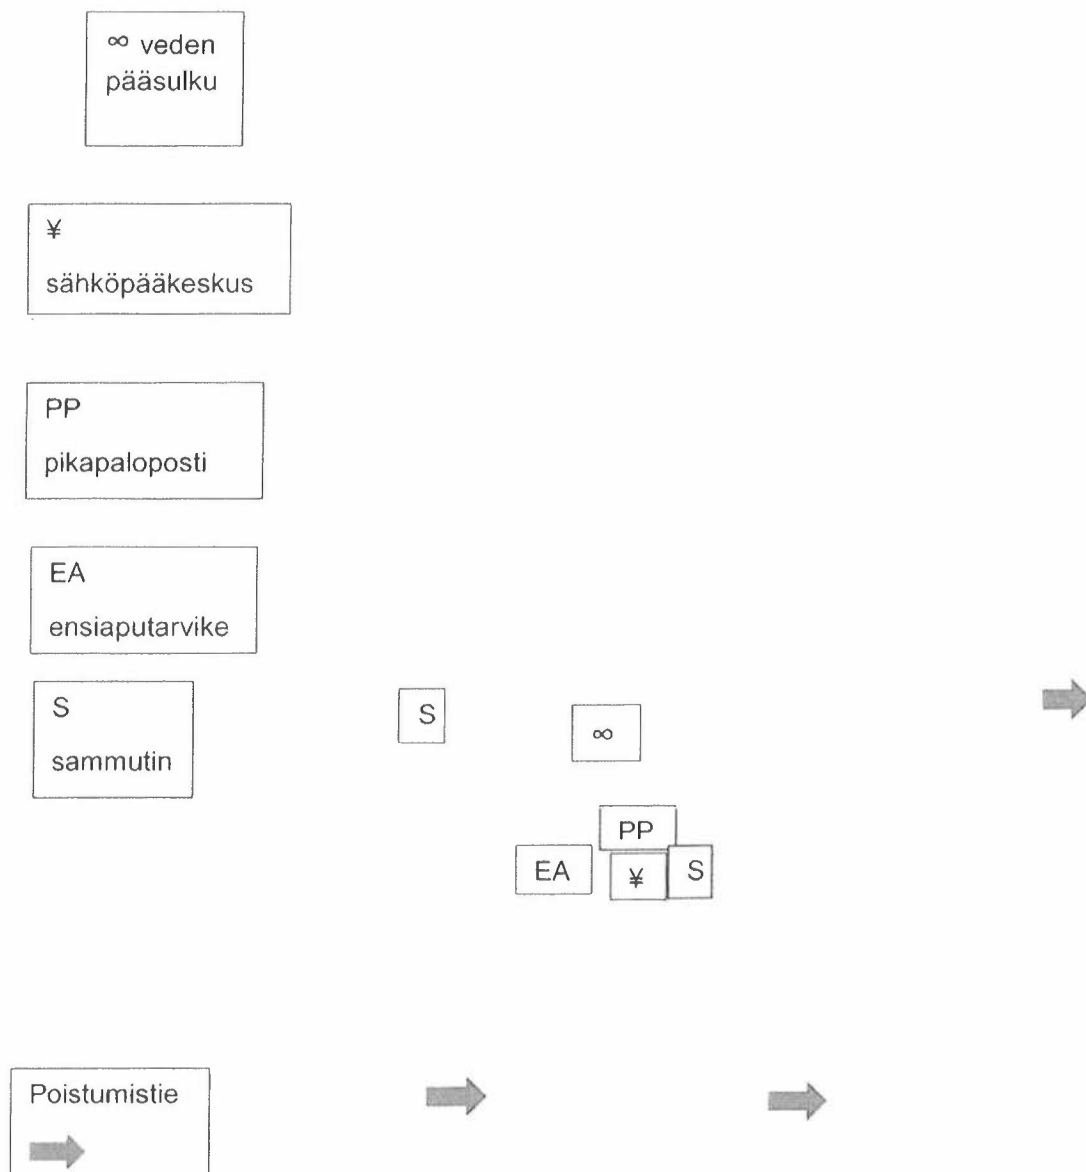 ∞ veden
pääsulku
¥
sähköpääkeskus
PP
pikapaloposti
EA
ensiaputarvike
S
sammutin
S
∞
PP
EA
¥
S
Poistumistie